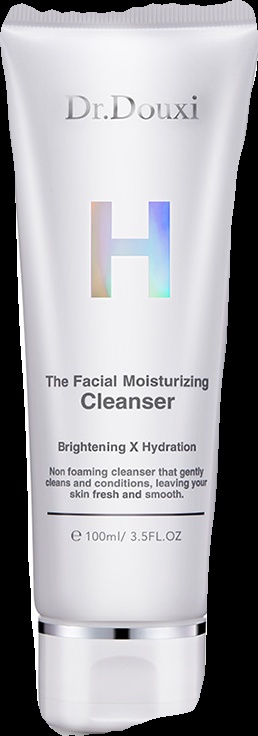 Dr.Douxi
H
The Facial Moisturizing
Cleanser
Brightening X Hydration
Non foaming cleanser that gently
cleans and conditions, leaving your
skin fresh and smooth.
℮ 100ml/ 3.5FL.OZ